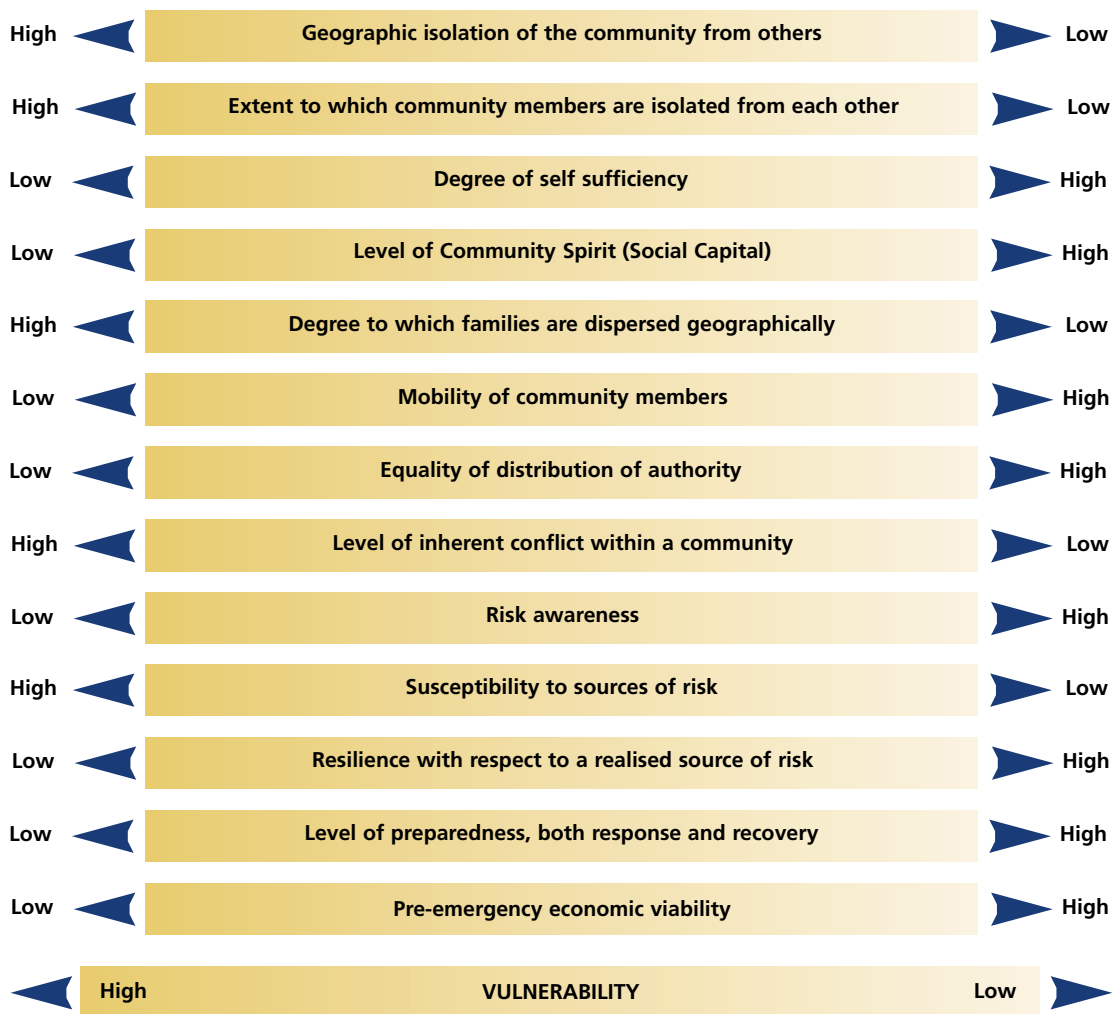 High Geographic isolation of the community from others Low
High Extent to which community members are isolated from each other Low
Low Degree of self sufficiency High
Low Level of Community Spirit (Social Capital) High
High Degree to which families are dispersed geographically Low
Low Mobility of community members High
Low Equality of distribution of authority High
High Level of inherent conflict within a community Low
Low Risk awareness High
High Susceptibility to sources of risk Low
Low Resilience with respect to a realised source of risk High
Low Level of preparedness, both response and recovery High
Low Pre-emergency economic viability High
High VULNERABILITY Low